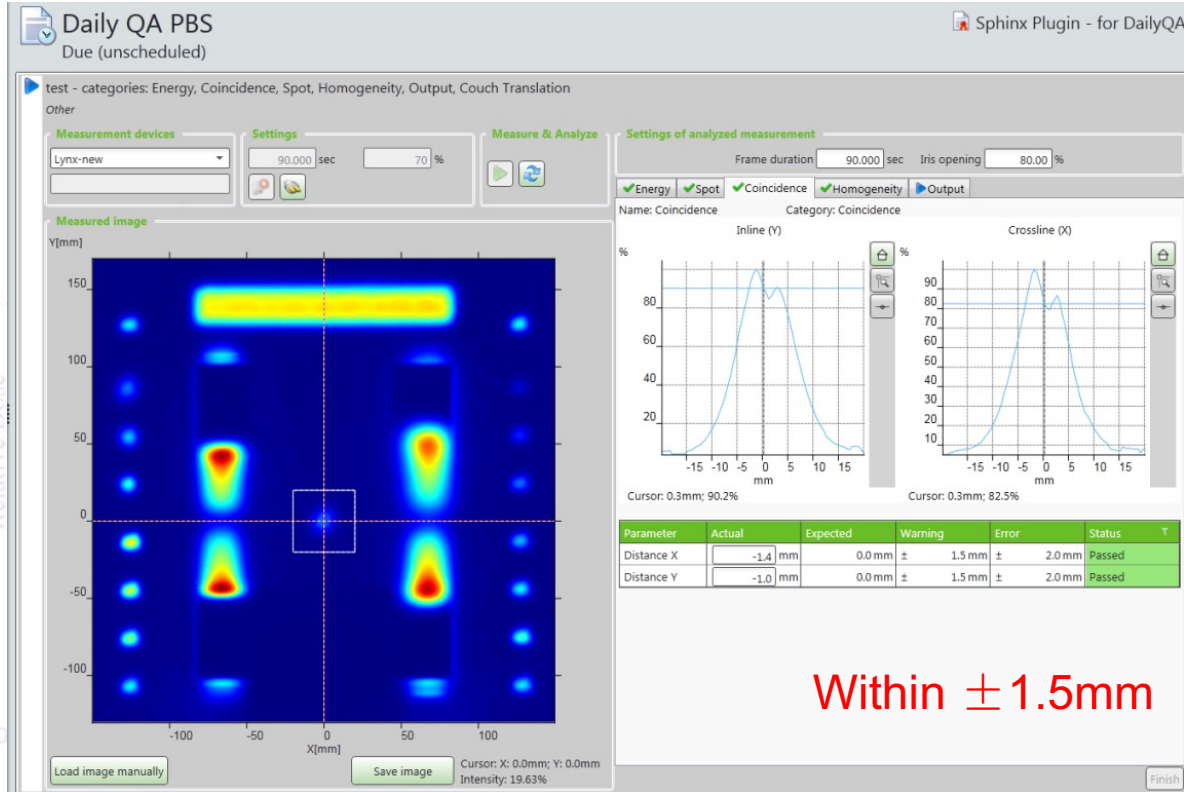 Daily QA PBS
Due (unscheduled)
Sphinx Plugin - for DailyQA
test - categories: Energy, Coincidence, Spot, Homogeneity, Output, Couch Translation
Other
Measurement devices
Settings
Measure & Analyze
Settings of analyzed measurement
Lynx-new
90.000 sec
70 %
Frame duration 90.000 sec Iris opening 80.00 %
Energy Spot Coincidence Homogeneity Output
Name: Coincidence Category: Coincidence
Measured image
Y[mm]
150
100
50
0
-50
-100
-100 -50 0 50 100
X[mm]
Inline (Y)
%
80
60
40
20
-15 -10 -5 0 5 10 15
mm
Cursor: 0.3mm; 90.2%
Crossline (X)
%
90
80
70
60
50
40
30
20
10
-15 -10 -5 0 5 10 15
mm
Cursor: 0.3mm; 82.5%
Parameter Actual Expected Warning Error Status
Distance X -1.4 mm 0.0 mm ± 1.5 mm ± 2.0 mm Passed
Distance Y -1.0 mm 0.0 mm ± 1.5 mm ± 2.0 mm Passed
Within ±1.5mm
Load image manually
Save image
Cursor: X: 0.0mm; Y: 0.0mm
Intensity: 19.63%
Finish